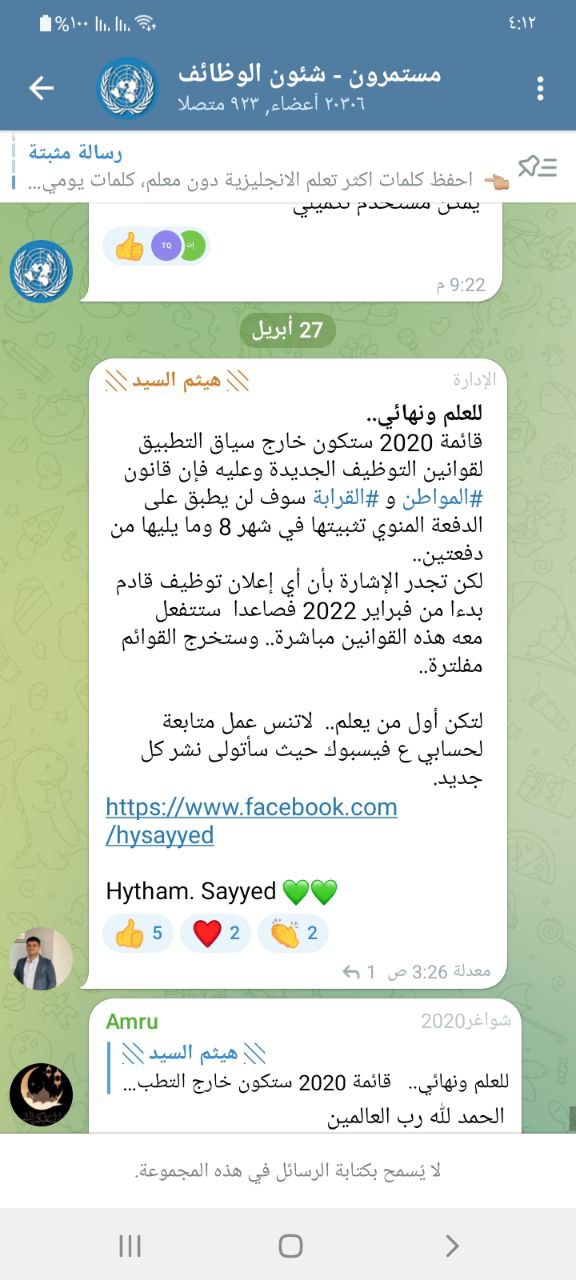 %١٠٠ ٤:١٢
مستمرون - شئون الوظائف
٢٠٣٠٦ أعضاء, ٩٢٣ متصلا
رسالة مثبتة
احفظ كلمات اكثر تعلم الانجليزية دون معلم، كلمات يومي...
يمكن مستخدم تكميلي
TQ
9:22 م
27 أبريل
هيثم السيد
الإدارة
للعلم ونهائي..
قائمة 2020 ستكون خارج سياق التطبيق
لقوانين التوظيف الجديدة وعليه فإن قانون
#المواطن و #القرابة سوف لن يطبق على
الدفعة المنوي تثبيتها في شهر 8 وما يليها من
دفعتين..
لكن تجدر الإشارة بأن أي إعلان توظيف قادم
بدءا من فبراير 2022 فصاعدا ستتفعل
معه هذه القوانين مباشرة.. وستخرج القوائم
مفلترة..
لتكن أول من يعلم.. لاتنس عمل متابعة
لحسابي ع فيسبوك حيث سأتولى نشر كل
جديد.
https://www.facebook.com
/hysayyed
Hytham. Sayyed 💚💚
5 2 2
معدلة 3:26 ص 1
Amru
شواغر2020
هيثم السيد
للعلم ونهائي.. قائمة 2020 ستكون خارج التطب...
الحمد لله رب العالمين
لا يُسمح بكتابة الرسائل في هذه المجموعة.